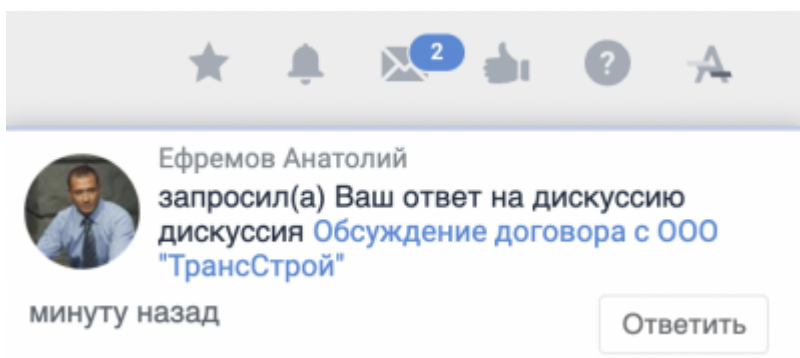 2
?
Ефремов Анатолий
запросил(а) Ваш ответ на дискуссию
дискуссия Обсуждение договора с ООО
"ТрансСтрой"
минуту назад
Ответить